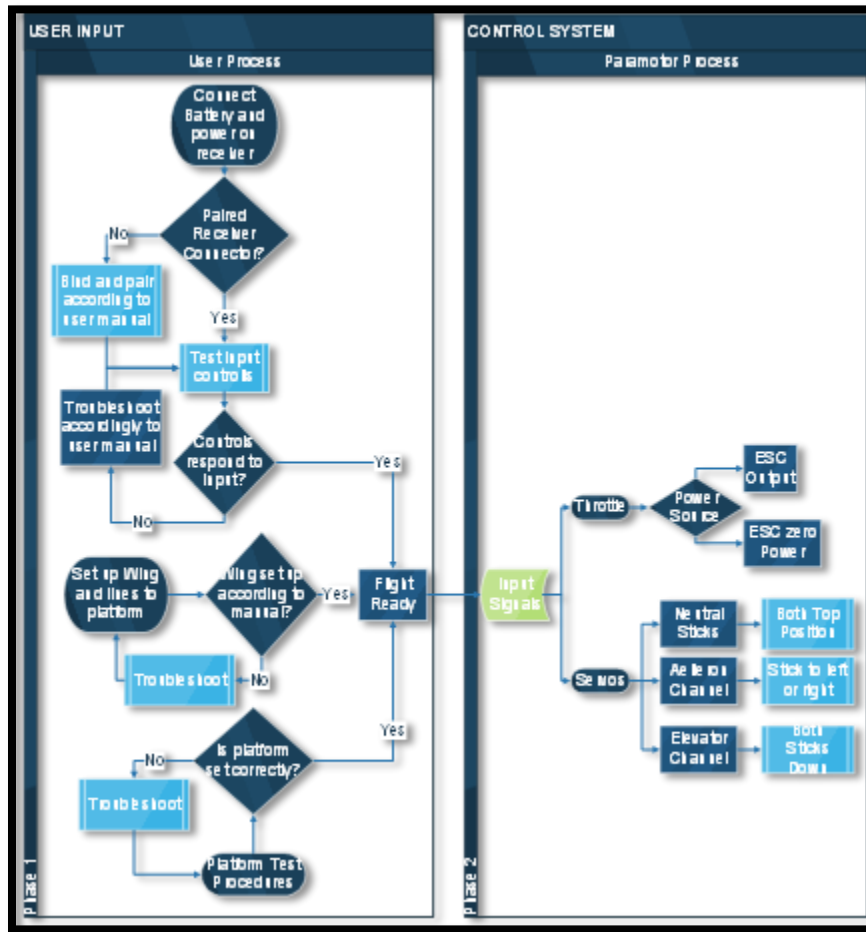 USER INPUT
CONTROL SYSTEM
User Process
Paramotor Process
Connect
Battery and
power on
receiver
Paired
Receiver
Connector?
No
Yes
Bind and pair
according to
user manual
Test Input
controls
Troubleshoot
accordingly to
user manual
Controls
respond to
Input?
Yes
No
Set up Wing
and lines to
platform
Wing set up
according to
manual?
Yes
Flight
Ready
No
Troubleshoot
Yes
Is platform
set correctly?
No
Troubleshoot
Platform Test
Procedures
Phase 1
Input
Signals
Throttle
Power
Source
ESC
Output
ESC zero
Power
Servos
Neutral
Sticks
Both Top
Position
Aeileron
Channel
Stick to left
or right
Elevator
Channel
Both
Sticks
Down
Phase 2